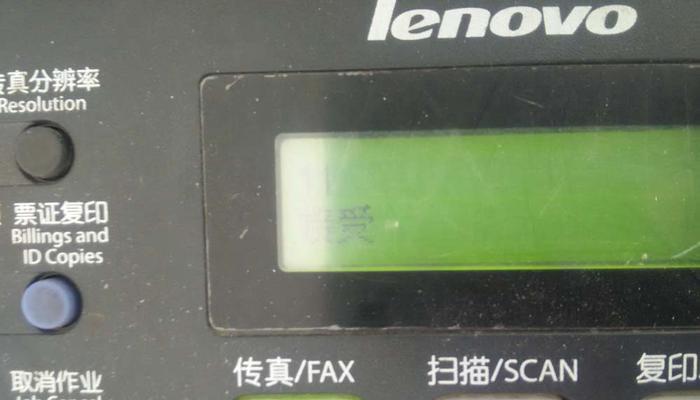 lenovo
传真分辨率
Resolution
票证复印
Billings and
ID Copies
取消作业
传真/FAX
扫描/SCAN
复印